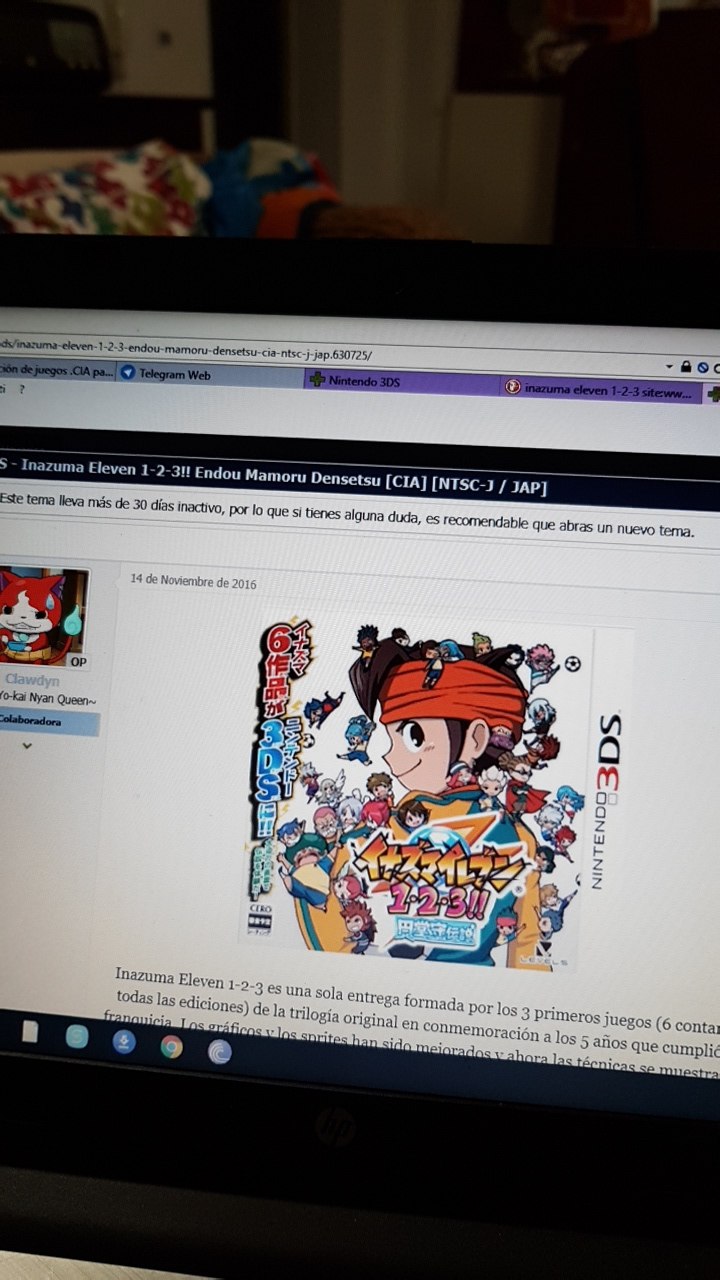 ds/inazuma-eleven-1-2-3-endou-mamoru-densetsu-cia-ntsc-j-jap.630725/
ción de juegos .CIA pa...
Telegram Web
Nintendo 3DS
inazuma eleven 1-2-3 site:ww...
?
S - Inazuma Eleven 1-2-3!! Endou Mamoru Densetsu [CIA] [NTSC-J / JAP]
Este tema lleva más de 30 días inactivo, por lo que si tienes alguna duda, es recomendable que abras un nuevo tema.
14 de Noviembre de 2016
OP
Clawdyn
Yo-kai Nyan Queen~
Colaboradora
イナズマ
6作品が
ニンテンドー
3DSに!!
CERO
NINTENDO 3DS
イナズマイレブン
1・2・3!!
円堂守伝説
LEVEL5
Inazuma Eleven 1-2-3 es una sola entrega formada por los 3 primeros juegos (6 contan
todas las ediciones) de la trilogía original en conmemoración a los 5 años que cumplió
franquicia. Los gráficos y los sprites han sido mejorados y ahora las técnicas se muestra
hp